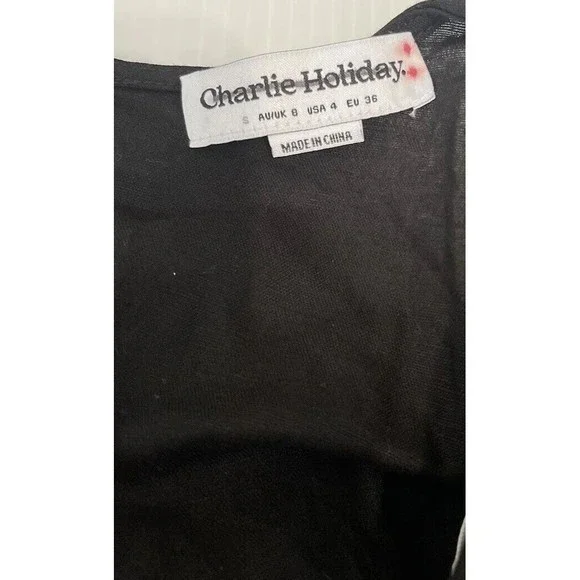 Charlie Holiday.
S AU/UK 8 USA 4 EU 36
MADE IN CHINA